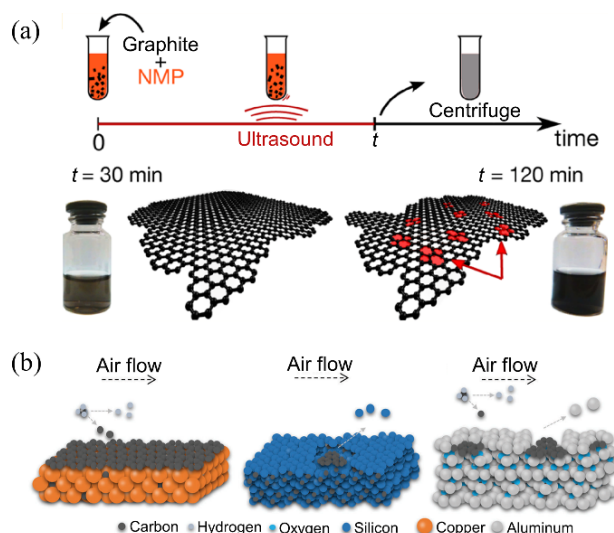 (a)
Graphite
+
NMP
Centrifuge
Ultrasound
0
t
time
t = 30 min
t = 120 min
(b)
Air flow
Air flow
Air flow
Carbon Hydrogen Oxygen Silicon Copper Aluminum